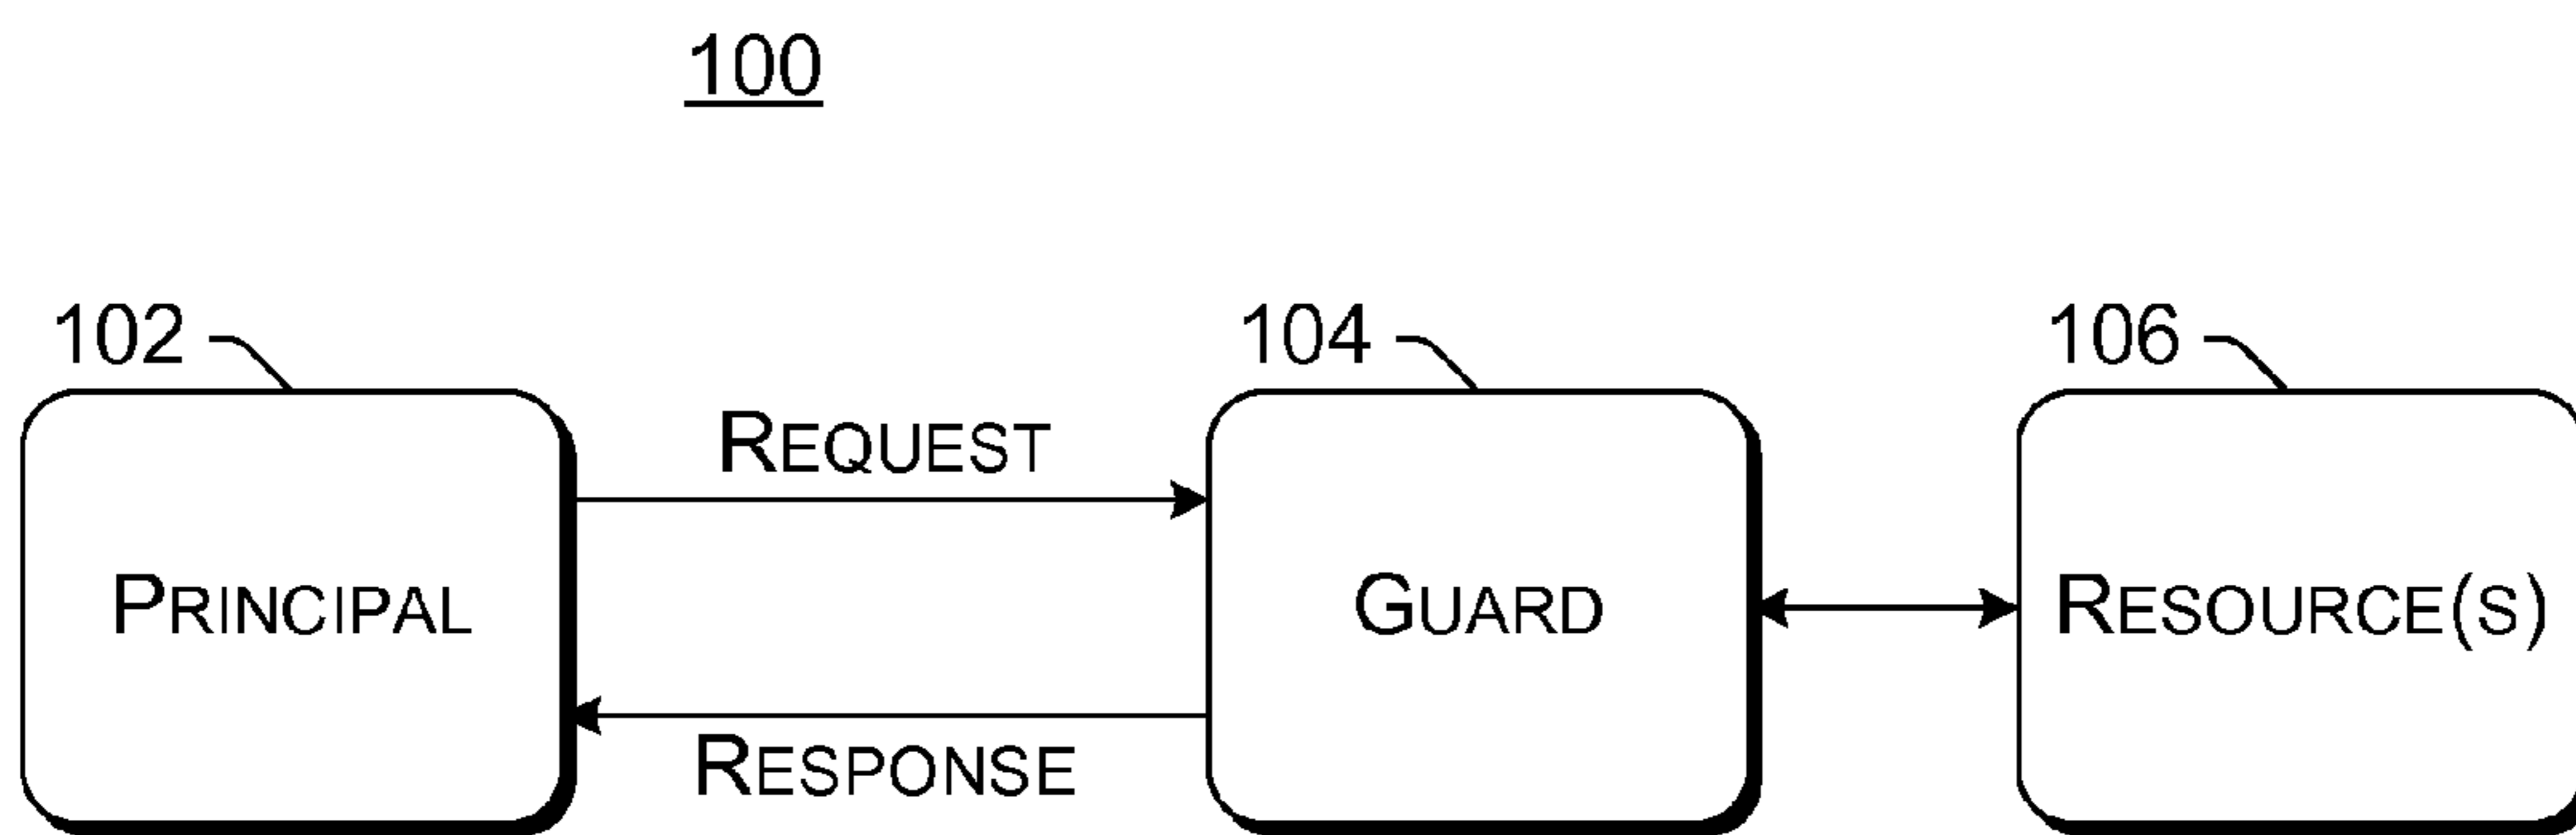 100
102
104
106
REQUEST
PRINCIPAL
GUARD
RESOURCE(S)
RESPONSE